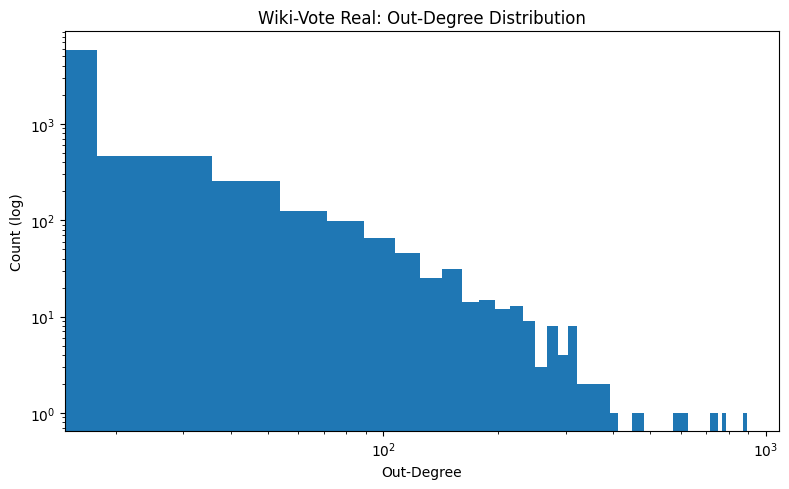 Wiki-Vote Real: Out-Degree Distribution
Count (log)
10³
10²
10¹
10⁰
10²
10³
Out-Degree